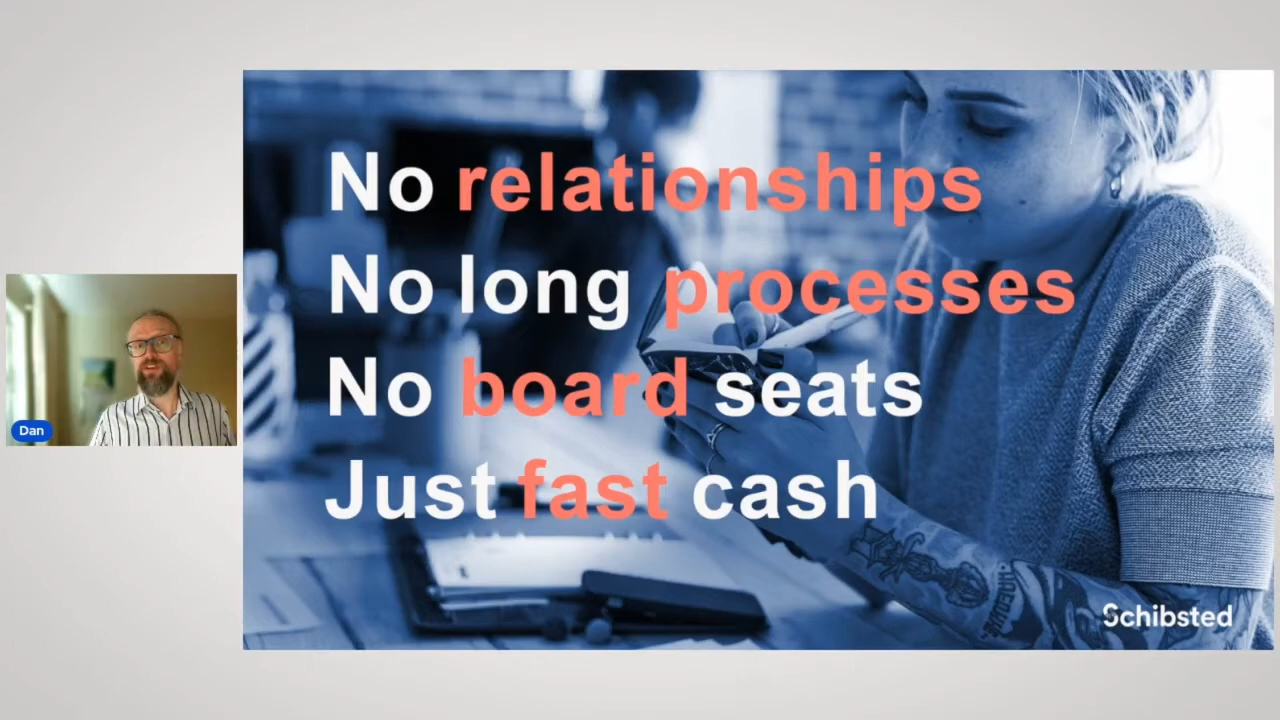 No relationships
No long processes
No board seats
Just fast cash
Dan
Schibsted